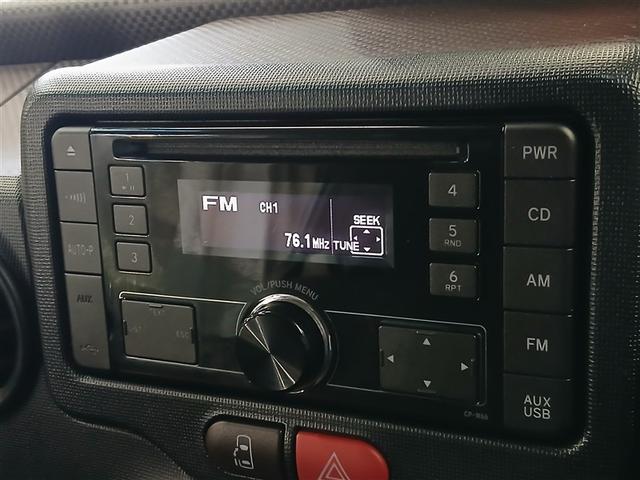 PWR
1
4
FM CH1
SEEK
CD
2
5
RND
AUTO-P
76.1MHz TUNE
3
6
RPT
AM
VOL/PUSH MENU
AUX
ESC
FM
CP-W66
AUX
USB